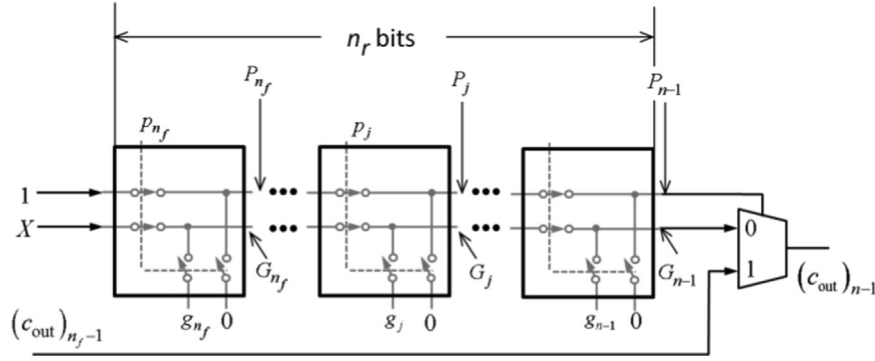 n_r bits
P_{n_f} P_j P_{n-1}
p_{n_f} p_j
1
X
0
G_{n_f} G_j G_{n-1}
1
(c_out)_{n-1}
(c_out)_{n_f-1}
g_{n_f} 0 g_j 0 g_{n-1} 0